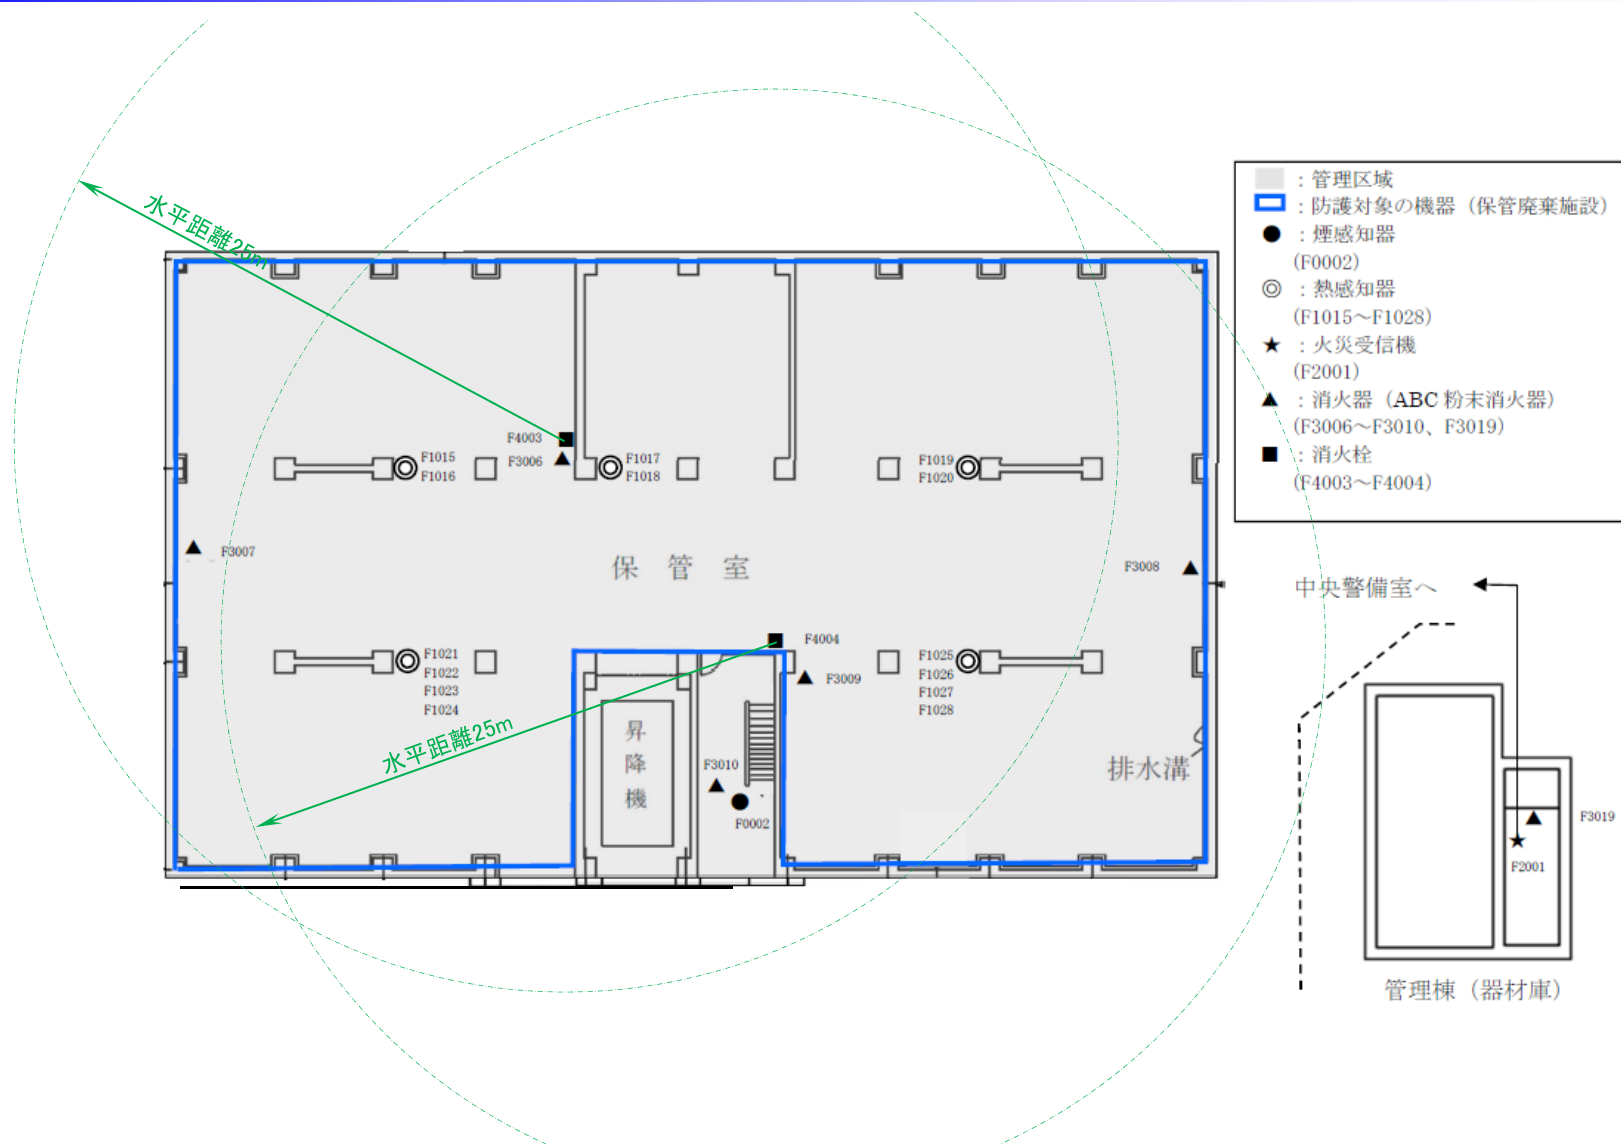 水平距離25m
F4003
F3006
F1015
F1016
F1017
F1018
F1019
F1020
F3007
保 管 室
F3008
F4004
F3009
F1021
F1022
F1023
F1024
F1025
F1026
F1027
F1028
水平距離25m
昇
降
機
F3010
F0002
排水溝
：管理区域
：防護対象の機器（保管廃棄施設）
：煙感知器
(F0002)
：熱感知器
(F1015～F1028)
：火災受信機
(F2001)
：消火器（ABC 粉末消火器）
(F3006～F3010、F3019)
：消火栓
(F4003～F4004)
中央警備室へ
F3019
F2001
管理棟（器材庫）